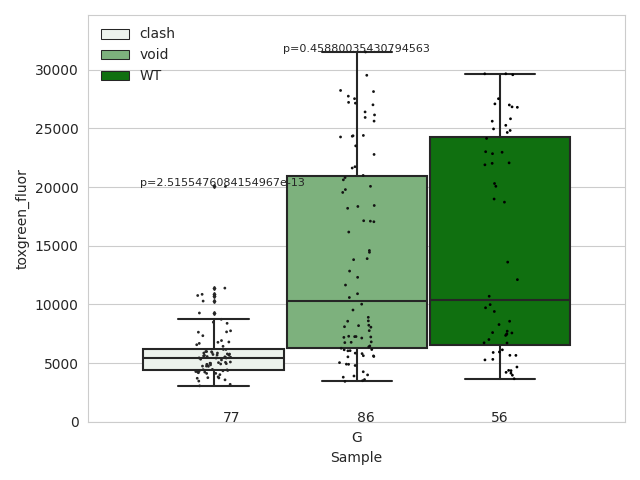 clash
void
WT
p=0.45880035430794563
p=2.5155476084154967e-13
30000
25000
20000
15000
10000
5000
0
toxgreen_fluor
77
86
56
G
Sample